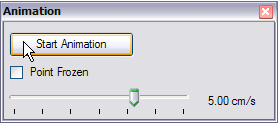 Animation
Start Animation
Point Frozen
5.00 cm/s